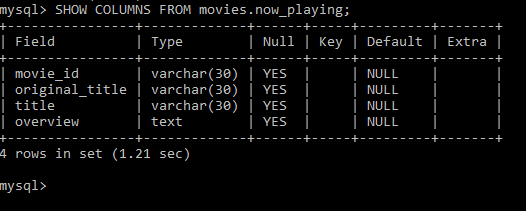 mysql> SHOW COLUMNS FROM movies.now_playing;
+----------------+-------------+------+-----+---------+-------+
| Field          | Type        | Null | Key | Default | Extra |
+----------------+-------------+------+-----+---------+-------+
| movie_id       | varchar(30) | YES  |     | NULL    |       |
| original_title | varchar(30) | YES  |     | NULL    |       |
| title          | varchar(30) | YES  |     | NULL    |       |
| overview       | text        | YES  |     | NULL    |       |
+----------------+-------------+------+-----+---------+-------+
4 rows in set (1.21 sec)
mysql>